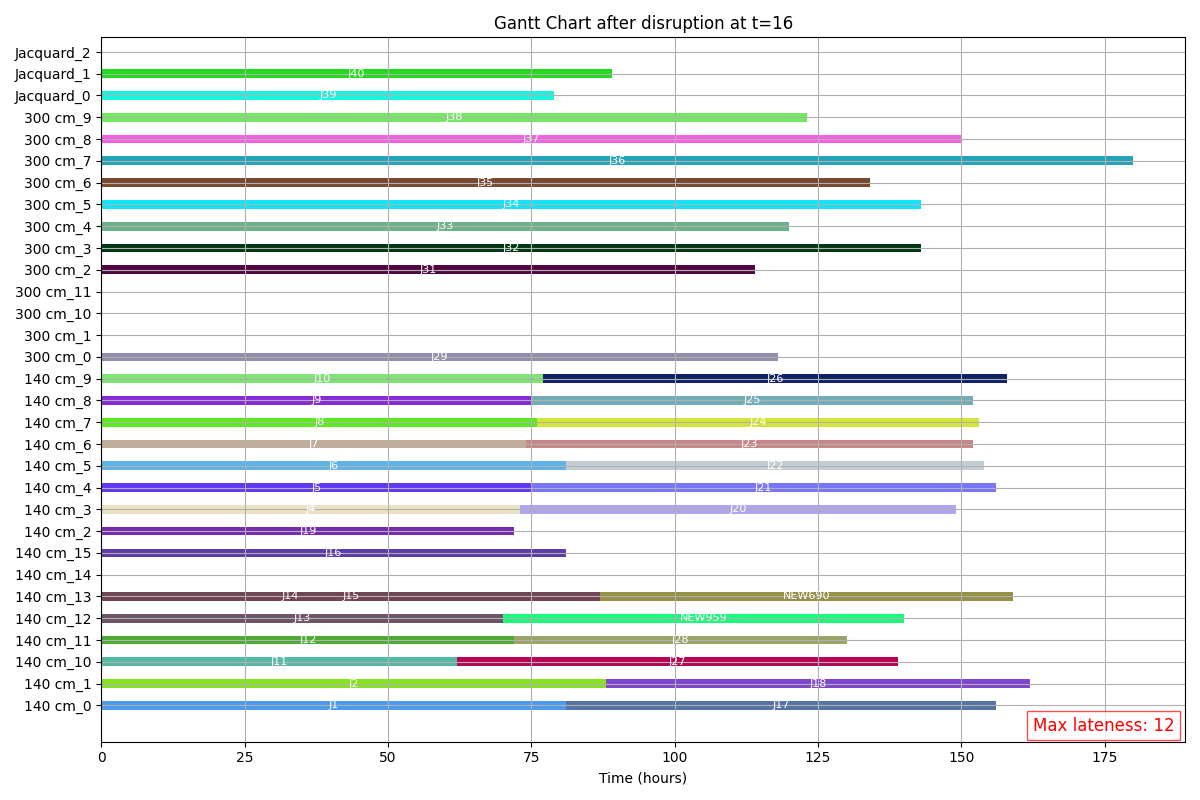 Gantt Chart after disruption at t=16
Jacquard_2
Jacquard_1 J40
Jacquard_0 J39
300 cm_9 J38
300 cm_8 J37
300 cm_7 J36
300 cm_6 J35
300 cm_5 J34
300 cm_4 J33
300 cm_3 J32
300 cm_2 J31
300 cm_11
300 cm_10
300 cm_1
300 cm_0 J29
140 cm_9 J10 J26
140 cm_8 J9 J25
140 cm_7 J8 J24
140 cm_6 J7 J23
140 cm_5 J6 J22
140 cm_4 J5 J21
140 cm_3 J4 J20
140 cm_2 J19
140 cm_15 J16
140 cm_14
140 cm_13 J14 J15 NEW690
140 cm_12 J13 NEW959
140 cm_11 J12 J28
140 cm_10 J11 J27
140 cm_1 J2 J18
140 cm_0 J1 J17
Max lateness: 12
0 25 50 75 100 125 150 175
Time (hours)